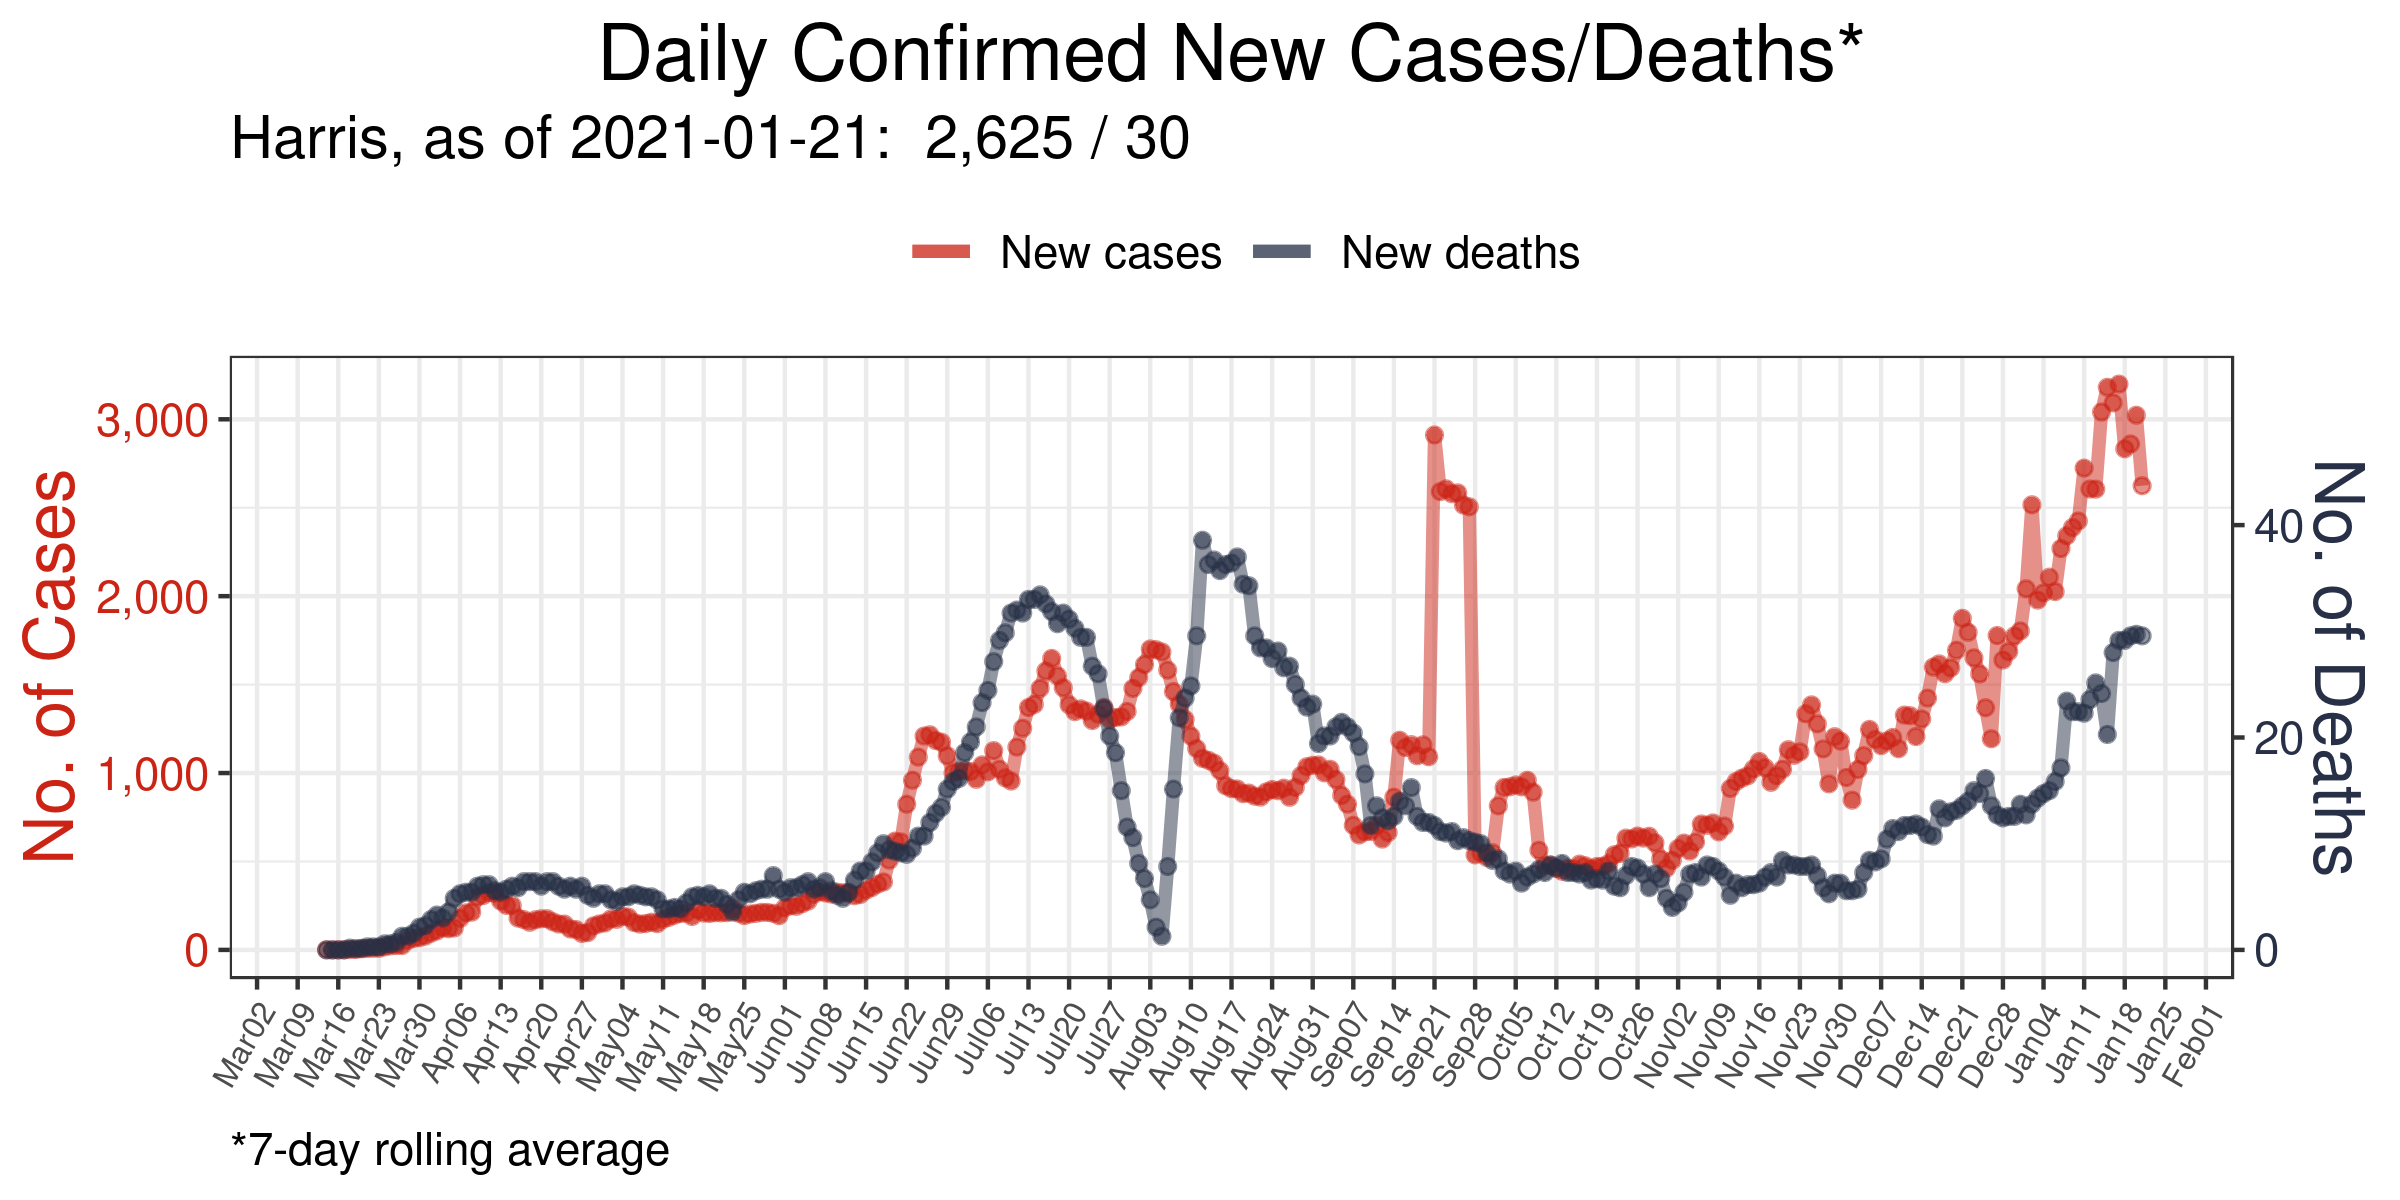 Daily Confirmed New Cases/Deaths*
Harris, as of 2021-01-21:  2,625 / 30
New cases
New deaths
No. of Cases
3,000
2,000
1,000
0
No. of Deaths
40
20
0
Mar02
Mar09
Mar16
Mar23
Mar30
Apr06
Apr13
Apr20
Apr27
May04
May11
May18
May25
Jun01
Jun08
Jun15
Jun22
Jun29
Jul06
Jul13
Jul20
Jul27
Aug03
Aug10
Aug17
Aug24
Aug31
Sep07
Sep14
Sep21
Sep28
Oct05
Oct12
Oct19
Oct26
Nov02
Nov09
Nov16
Nov23
Nov30
Dec07
Dec14
Dec21
Dec28
Jan04
Jan11
Jan18
Jan25
Feb01
*7-day rolling average